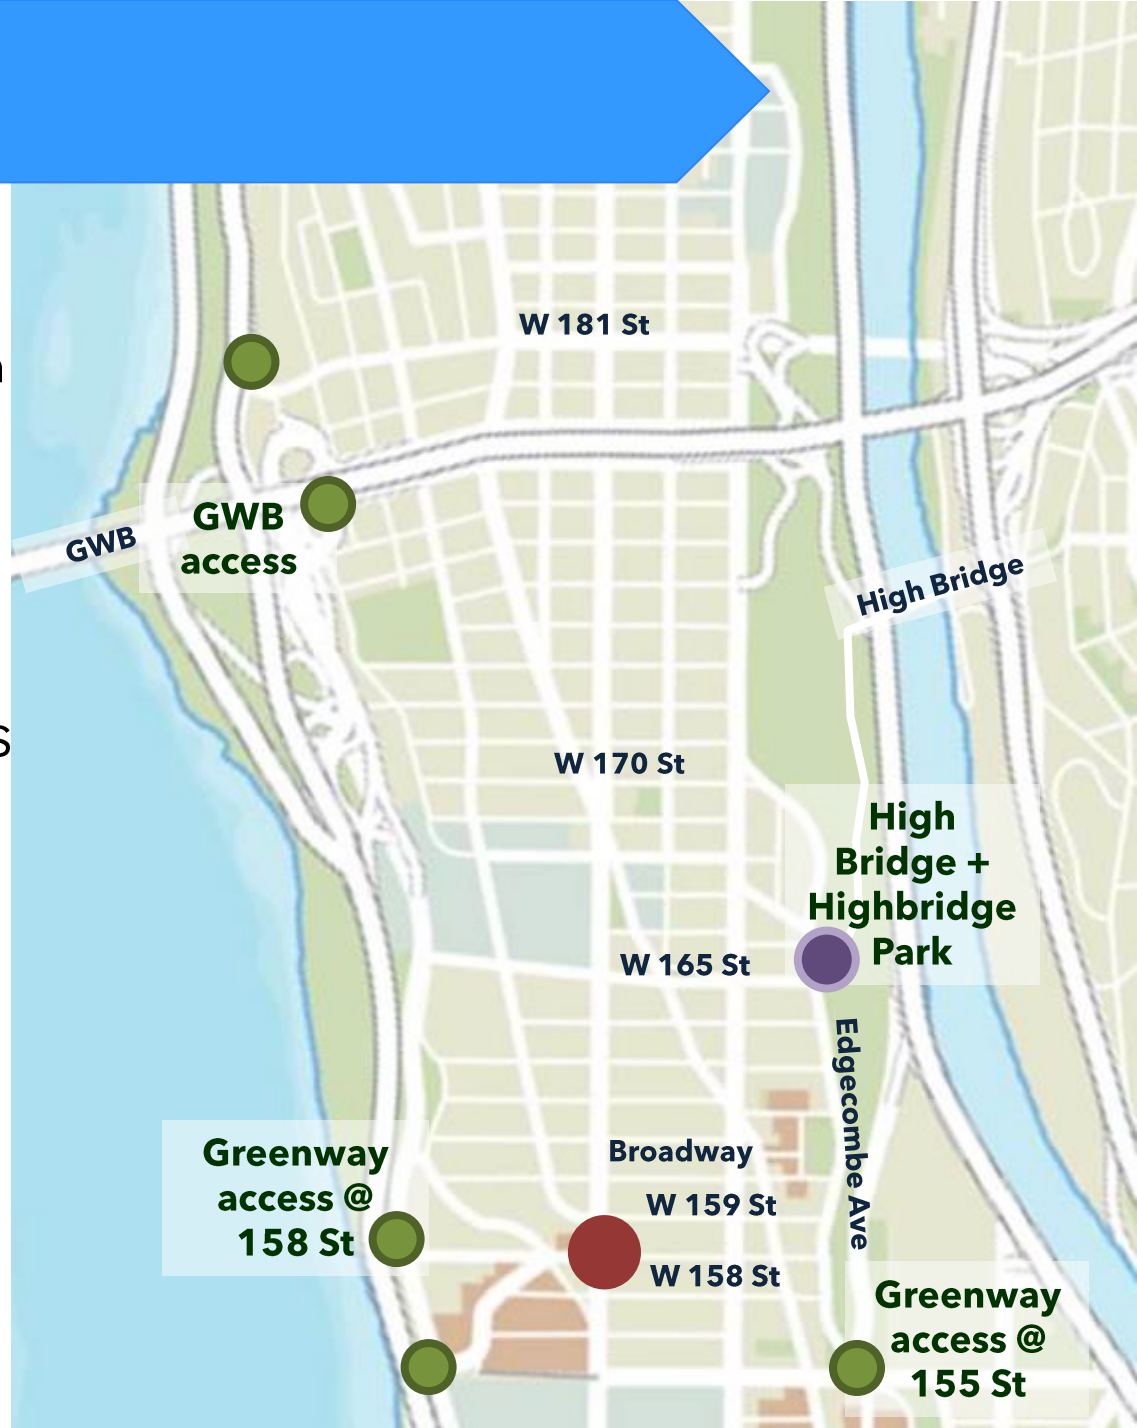 W 181 St
GWB
GWB
access
High Bridge
s
W 170 St
High
Bridge +
Highbridge
Park
W 165 St
Edgecombe Ave
Greenway
access @
158 St
Broadway
W 159 St
W 158 St
Greenway
access @
155 St